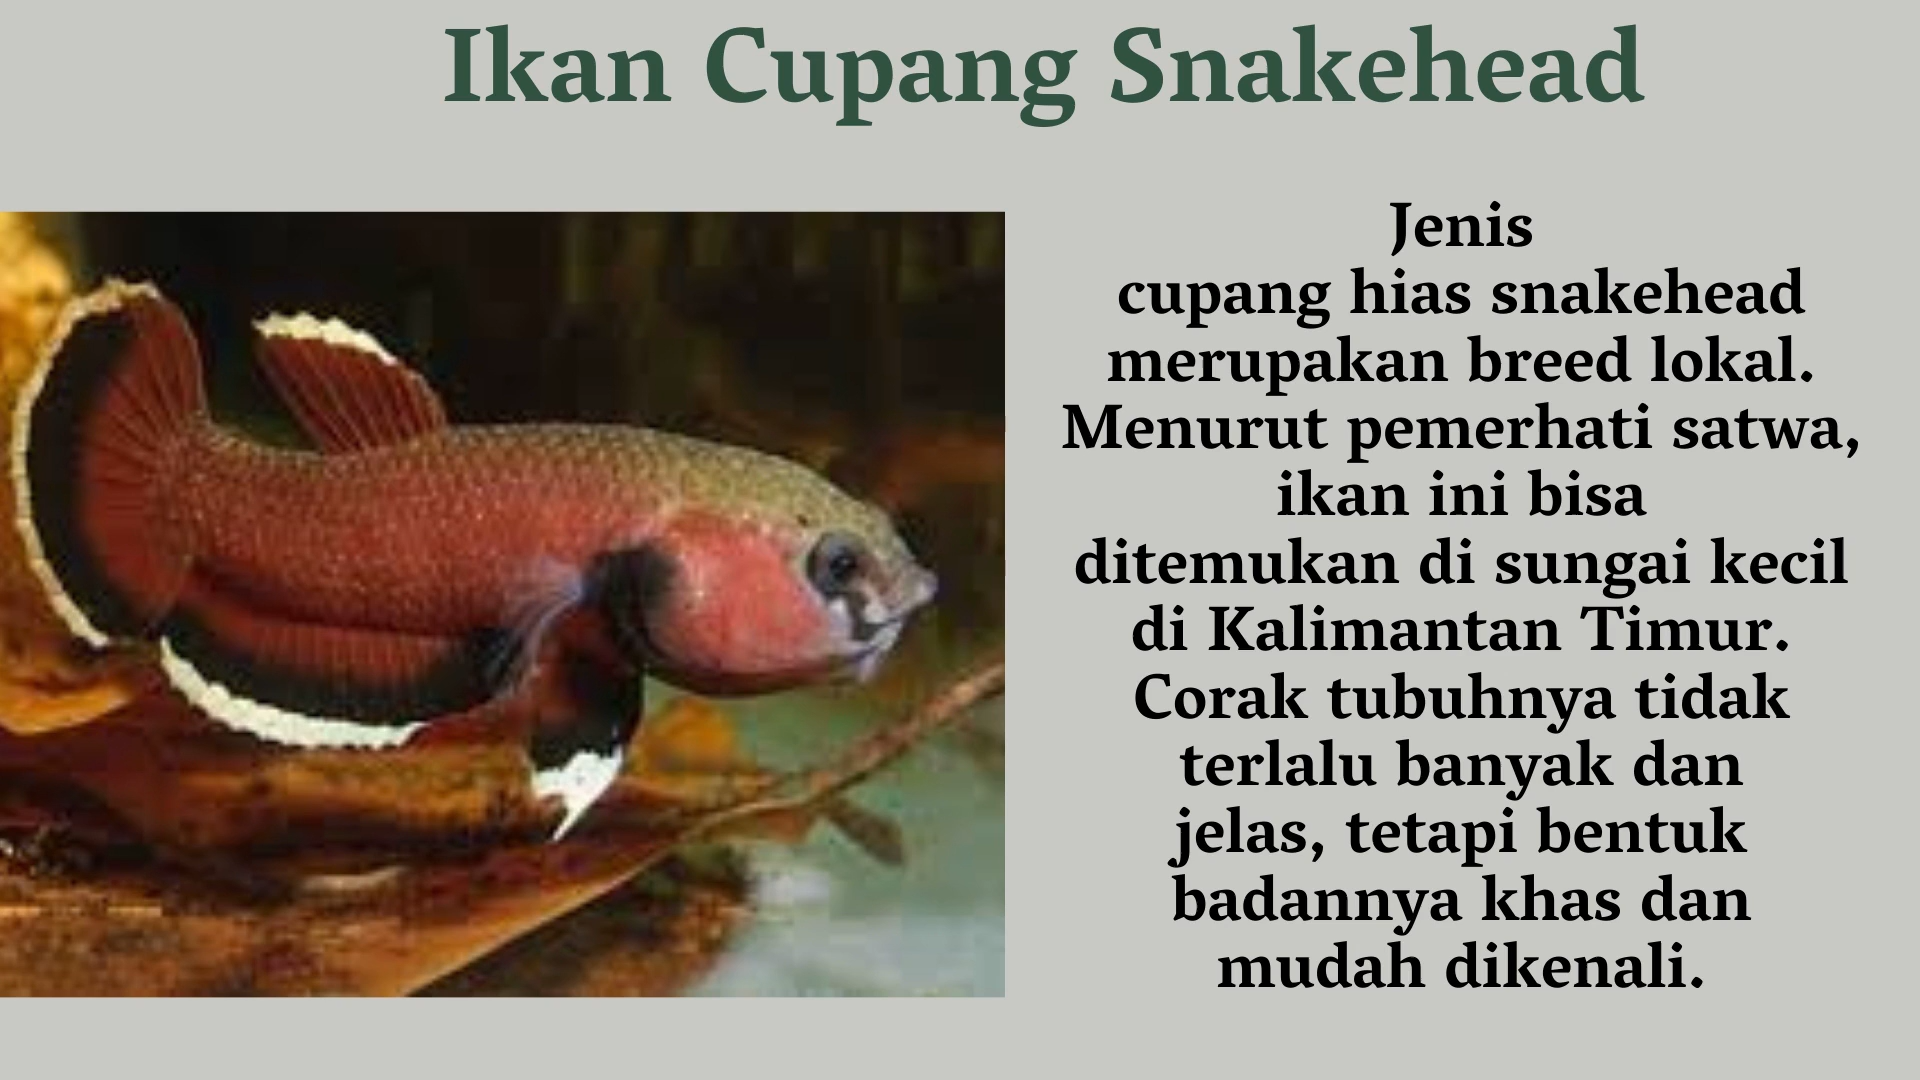 Ikan Cupang Snakehead
Jenis
cupang hias snakehead
merupakan breed lokal.
Menurut pemerhati satwa,
ikan ini bisa
ditemukan di sungai kecil
di Kalimantan Timur.
Corak tubuhnya tidak
terlalu banyak dan
jelas, tetapi bentuk
badannya khas dan
mudah dikenali.